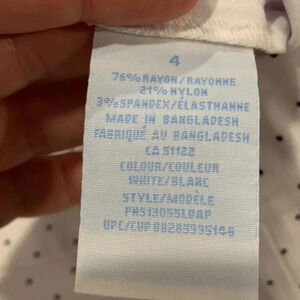 4
76% RAYON/RAYONNE
21% NYLON
3% SPANDEX/ÉLASTHANNE
MADE IN BANGLADESH
FABRIQUÉ AU BANGLADESH
CA 51122
COLOUR/COULEUR
WHITE/BLANC
STYLE/MODÈLE
UPC/CUP